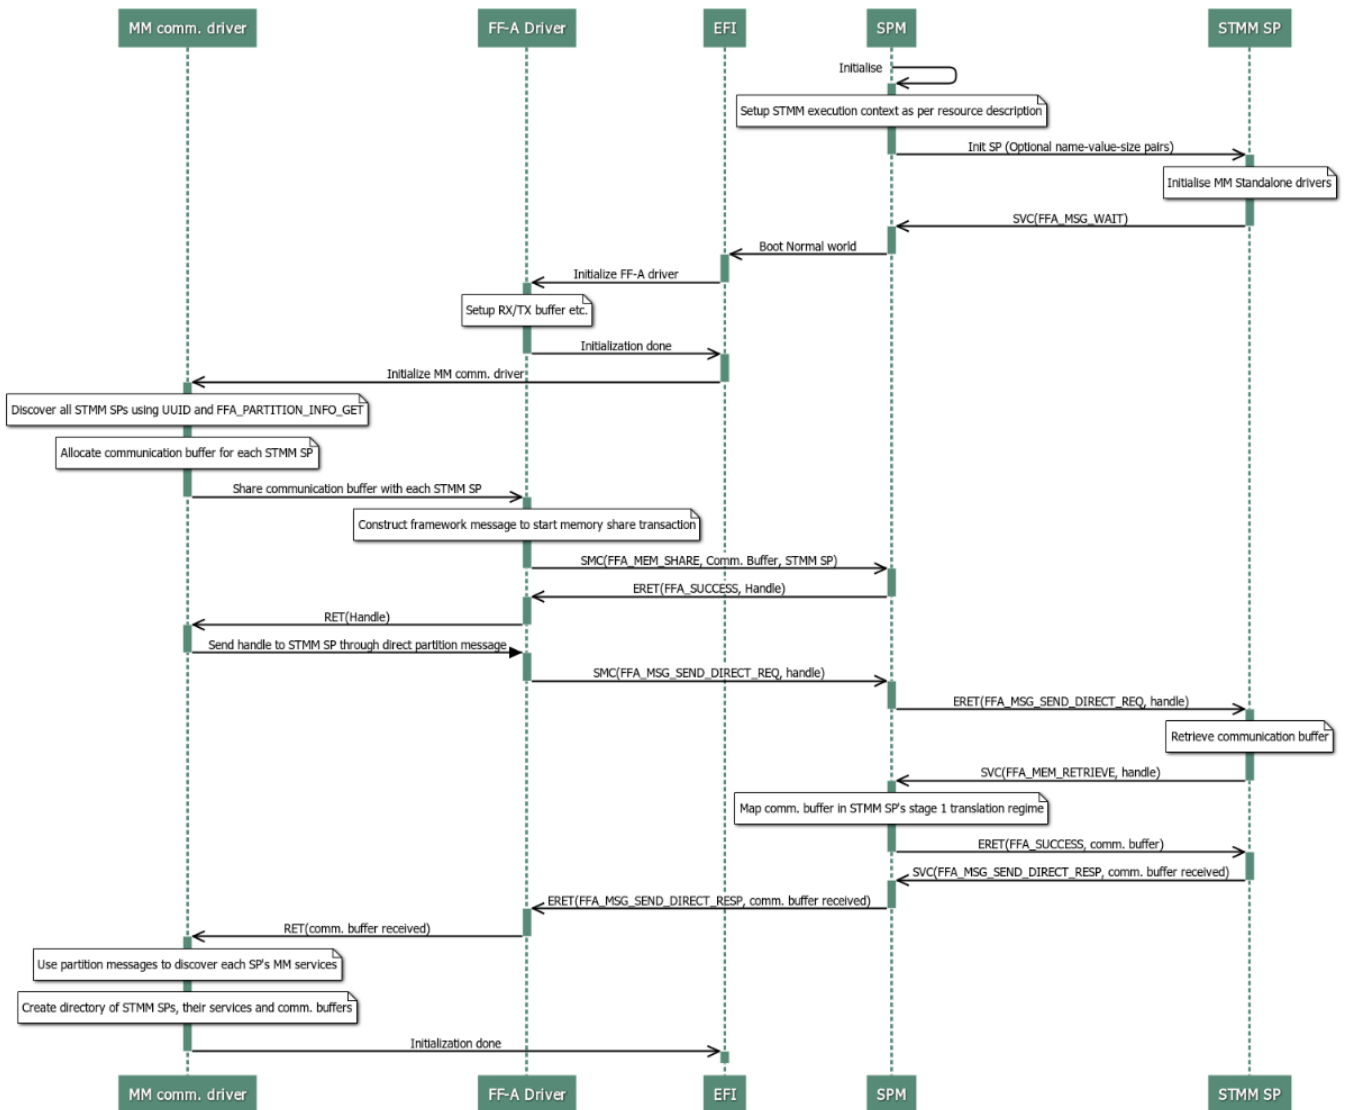 MM comm. driver
FF-A Driver
EFI
SPM
STMM SP
Initialise
Setup STMM execution context as per resource description
Init SP (Optional name-value-size pairs)
Initialise MM Standalone drivers
SVC(FFA_MSG_WAIT)
Boot Normal world
Initialize FF-A driver
Setup RX/TX buffer etc.
Initialization done
Initialize MM comm. driver
Discover all STMM SPs using UUID and FFA_PARTITION_INFO_GET
Allocate communication buffer for each STMM SP
Share communication buffer with each STMM SP
Construct framework message to start memory share transaction
SMC(FFA_MEM_SHARE, Comm. Buffer, STMM SP)
ERET(FFA_SUCCESS, Handle)
RET(Handle)
Send handle to STMM SP through direct partition message
SMC(FFA_MSG_SEND_DIRECT_REQ, handle)
ERET(FFA_MSG_SEND_DIRECT_REQ, handle)
Retrieve communication buffer
SVC(FFA_MEM_RETRIEVE, handle)
Map comm. buffer in STMM SP's stage 1 translation regime
ERET(FFA_SUCCESS, comm. buffer)
SVC(FFA_MSG_SEND_DIRECT_RESP, comm. buffer received)
ERET(FFA_MSG_SEND_DIRECT_RESP, comm. buffer received)
RET(comm. buffer received)
Use partition messages to discover each SP's MM services
Create directory of STMM SPs, their services and comm. buffers
Initialization done
MM comm. driver
FF-A Driver
EFI
SPM
STMM SP